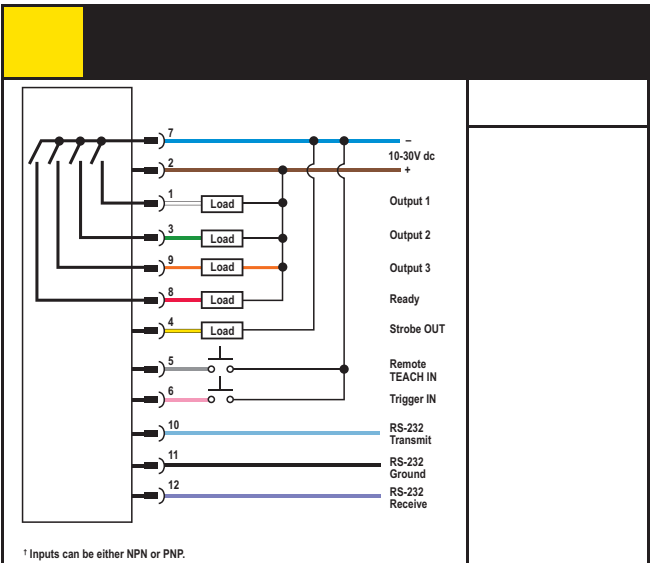 7
–
10-30V dc
2
+
1
Load
Output 1
3
Load
Output 2
9
Load
Output 3
8
Load
Ready
4
Load
Strobe OUT
5
Remote
TEACH IN
6
Trigger IN
10
RS-232
Transmit
11
RS-232
Ground
12
RS-232
Receive
† Inputs can be either NPN or PNP.